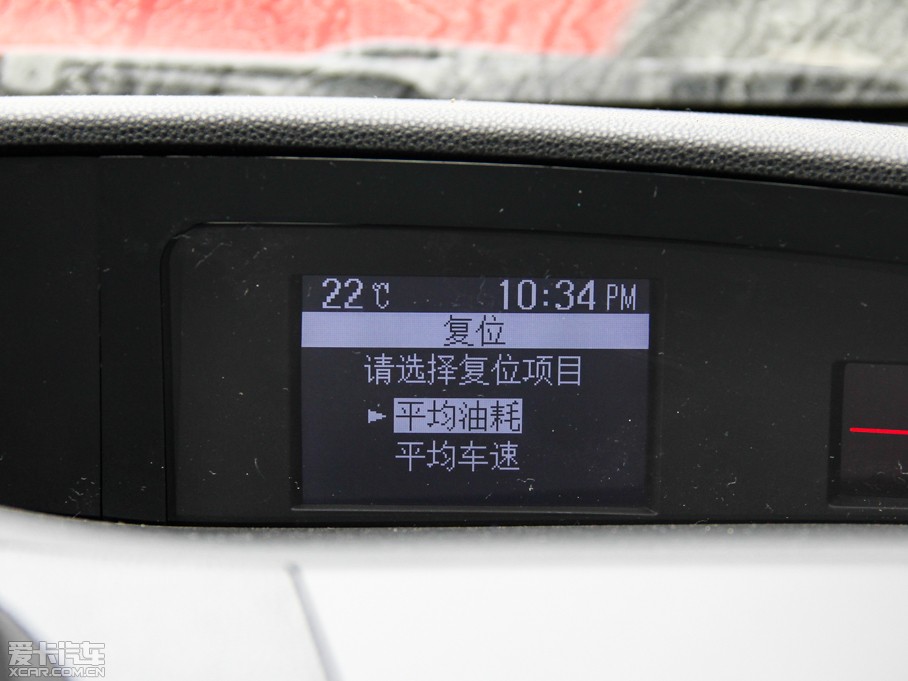 22℃ 10:34 PM
复位
请选择复位项目
►平均油耗
平均车速
爱卡汽车
XCAR.COM.CN